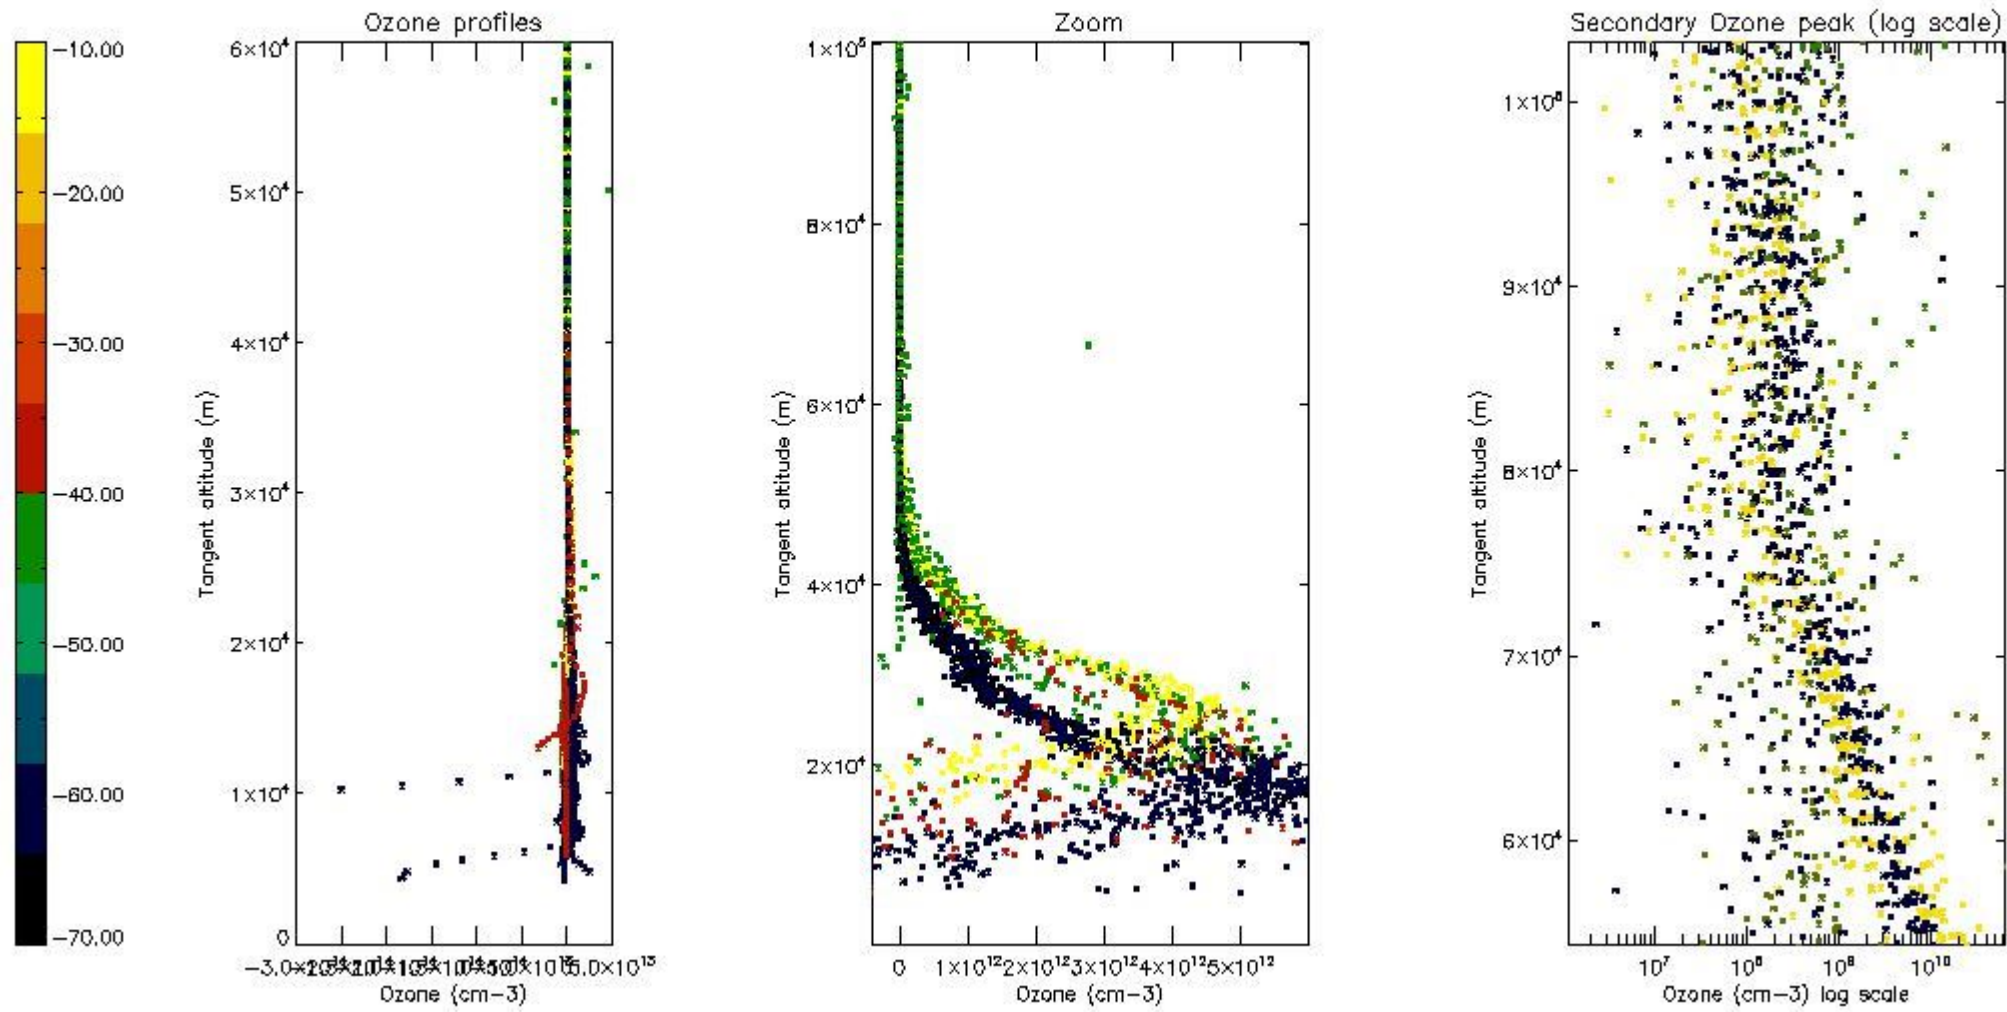 Ozone profiles
Zoom
Secondary Ozone peak (log scale)
−10.00
−20.00
−30.00
−40.00
−50.00
−60.00
−70.00
6×10⁴
5×10⁴
4×10⁴
3×10⁴
2×10⁴
1×10⁴
0
Tangent altitude (m)
5.0×10¹³
Ozone (cm−3)
1×10⁵
8×10⁴
6×10⁴
4×10⁴
2×10⁴
Tangent altitude (m)
0 1×10¹² 2×10¹² 3×10¹² 4×10¹² 5×10¹²
Ozone (cm−3)
9×10⁴
8×10⁴
7×10⁴
6×10⁴
Tangent altitude (m)
10⁷ 10⁸ 10⁹ 10¹⁰
Ozone (cm−3) log scale